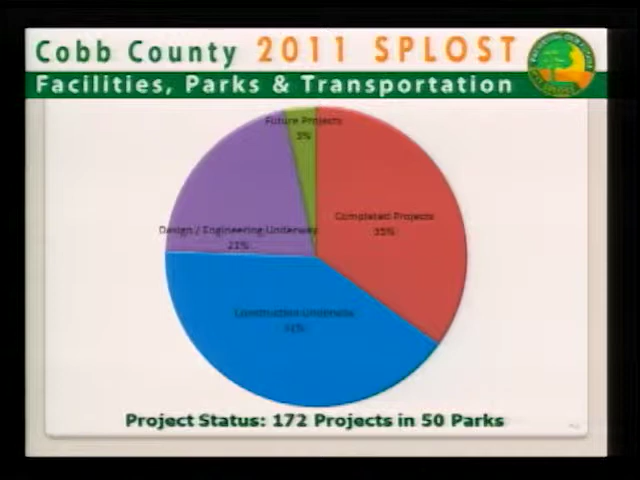 Cobb County 2011 SPLOST
Facilities, Parks & Transportation
Future Projects
3%
Completed Projects
35%
Design / Engineering Underway
21%
Construction Underway
41%
Project Status: 172 Projects in 50 Parks